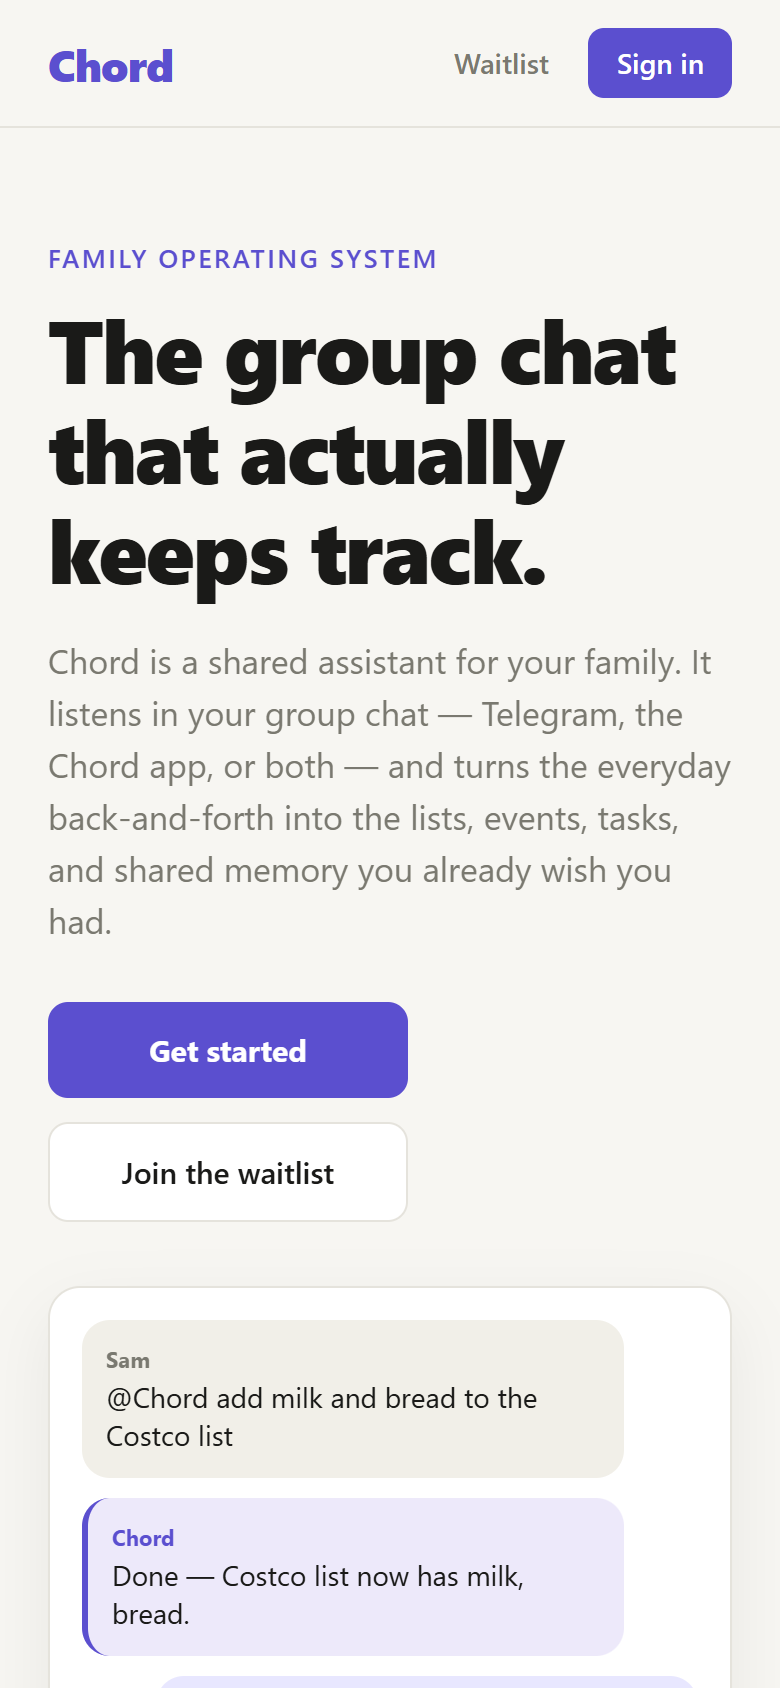 Chord
Waitlist
Sign in
FAMILY OPERATING SYSTEM
The group chat
that actually
keeps track.
Chord is a shared assistant for your family. It
listens in your group chat — Telegram, the
Chord app, or both — and turns the everyday
back-and-forth into the lists, events, tasks,
and shared memory you already wish you
had.
Get started
Join the waitlist
Sam
@Chord add milk and bread to the
Costco list
Chord
Done — Costco list now has milk,
bread.